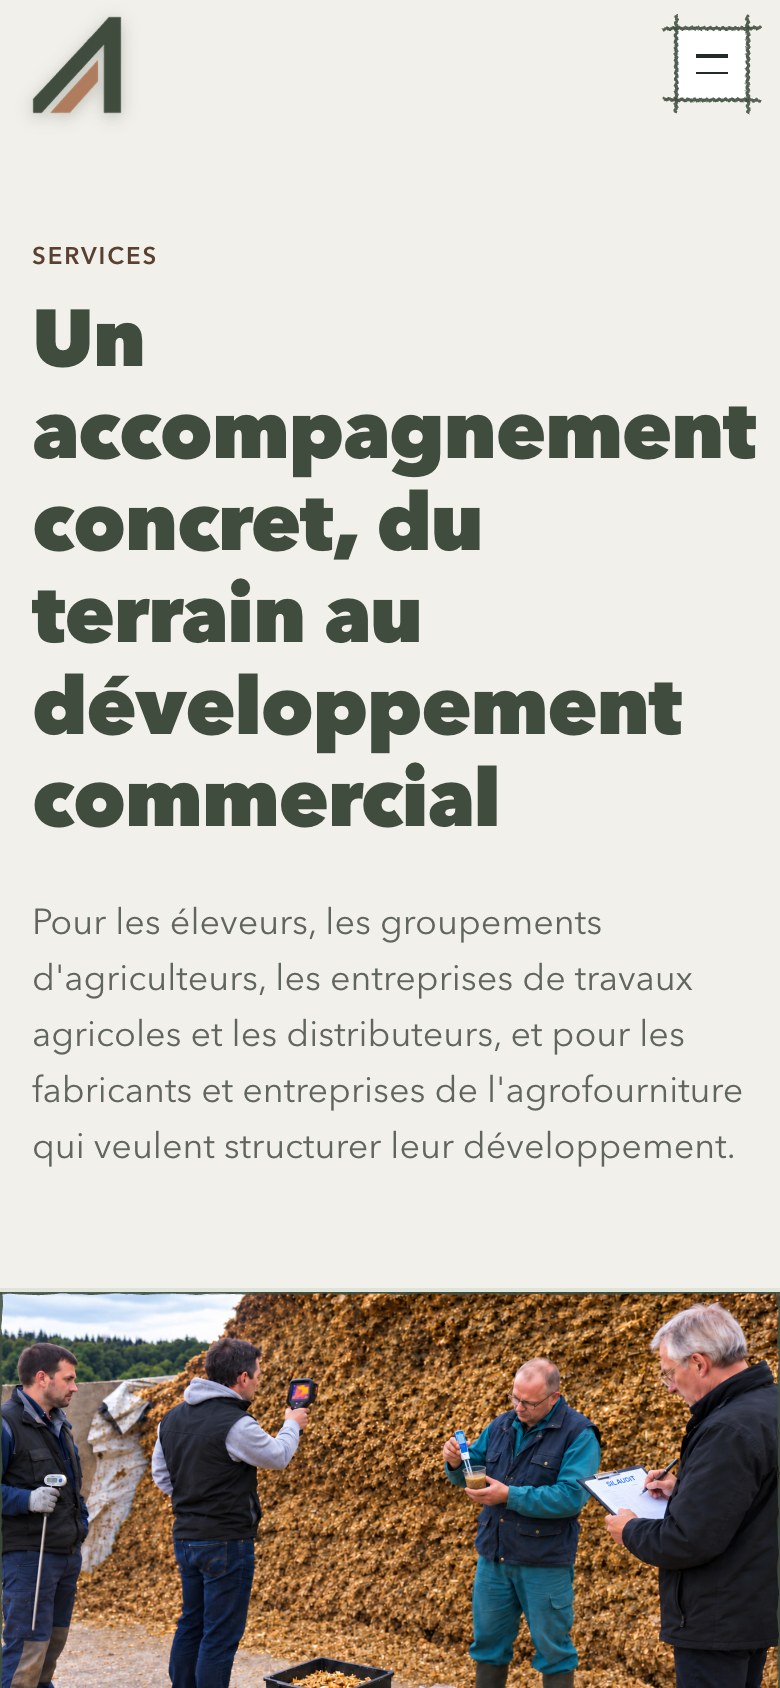 SERVICES
Un
accompagnement
concret, du
terrain au
développement
commercial
Pour les éleveurs, les groupements
d'agriculteurs, les entreprises de travaux
agricoles et les distributeurs, et pour les
fabricants et entreprises de l'agrofourniture
qui veulent structurer leur développement.
SILAUDIT